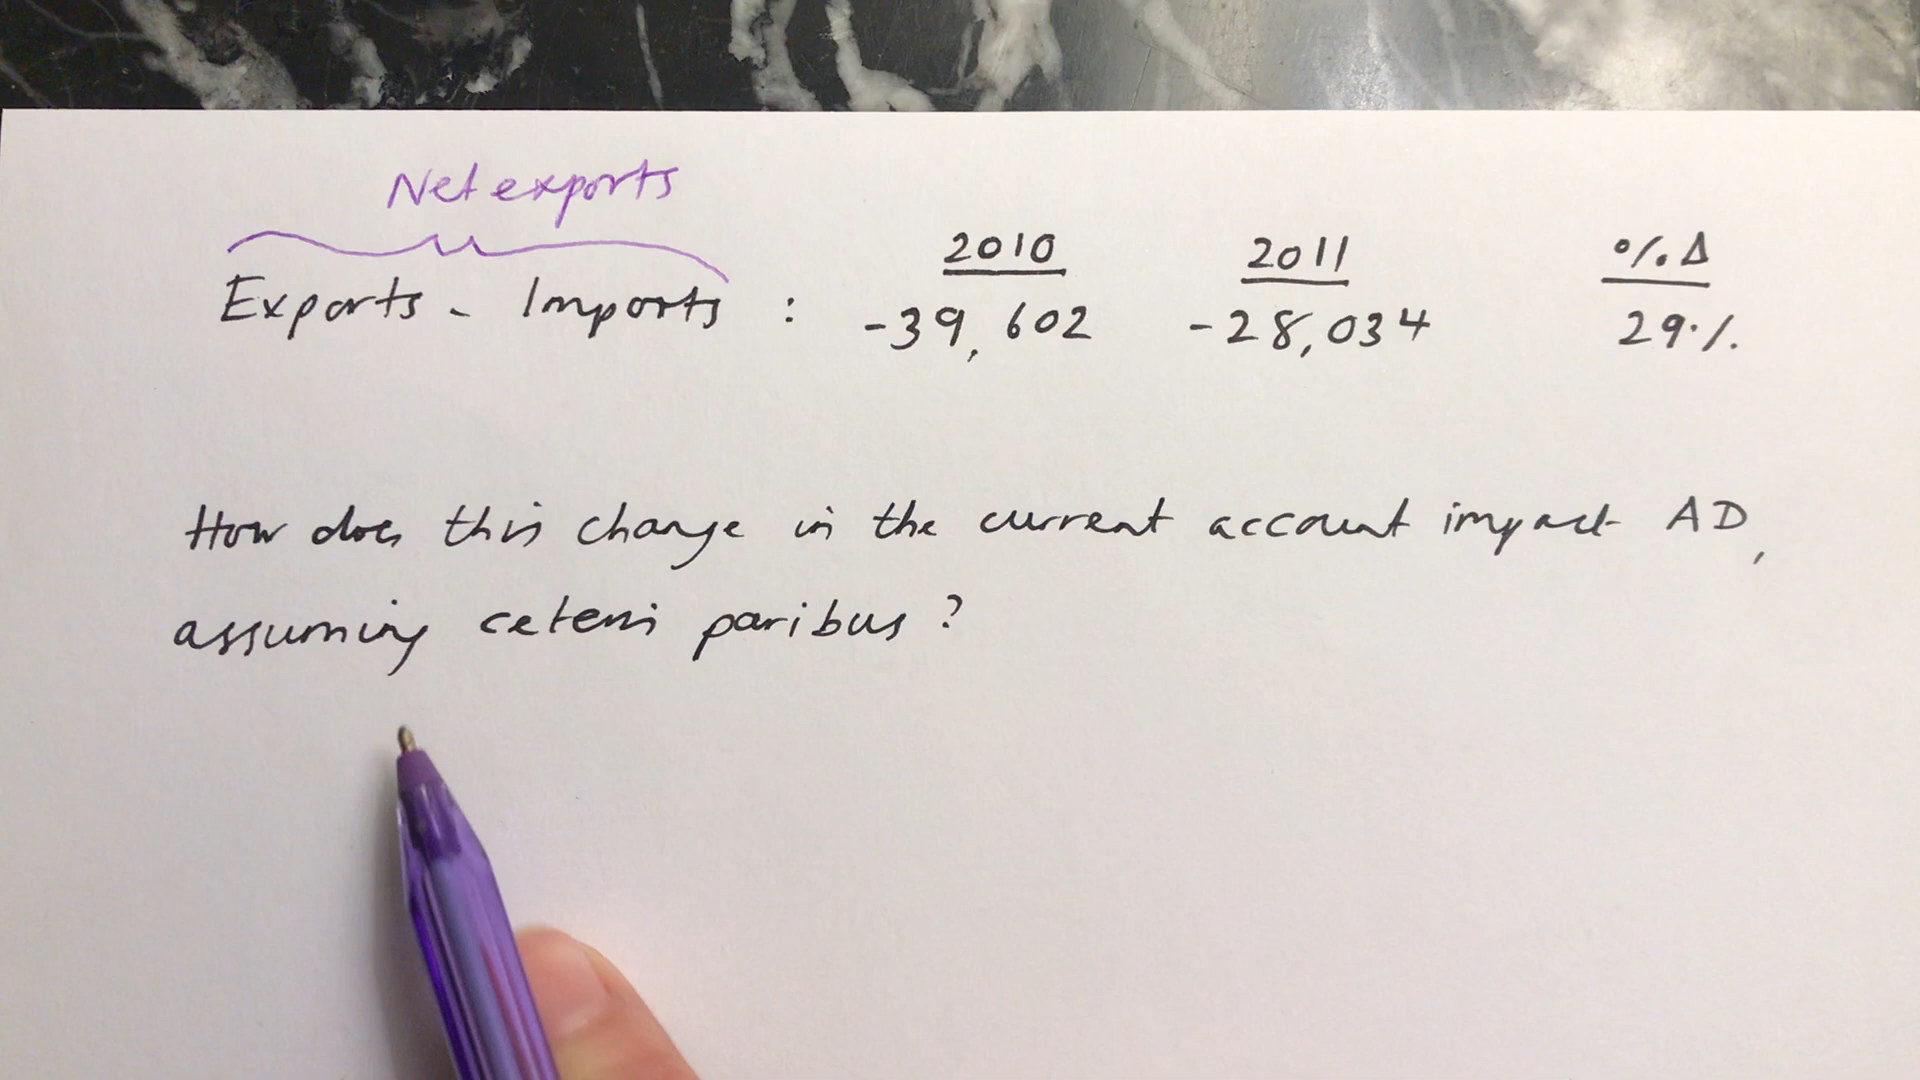 Net exports
2010 2011 % Δ
Exports - Imports : -39,602 -28,034 29%
How does this change in the current account impact AD,
assuming ceteris paribus?